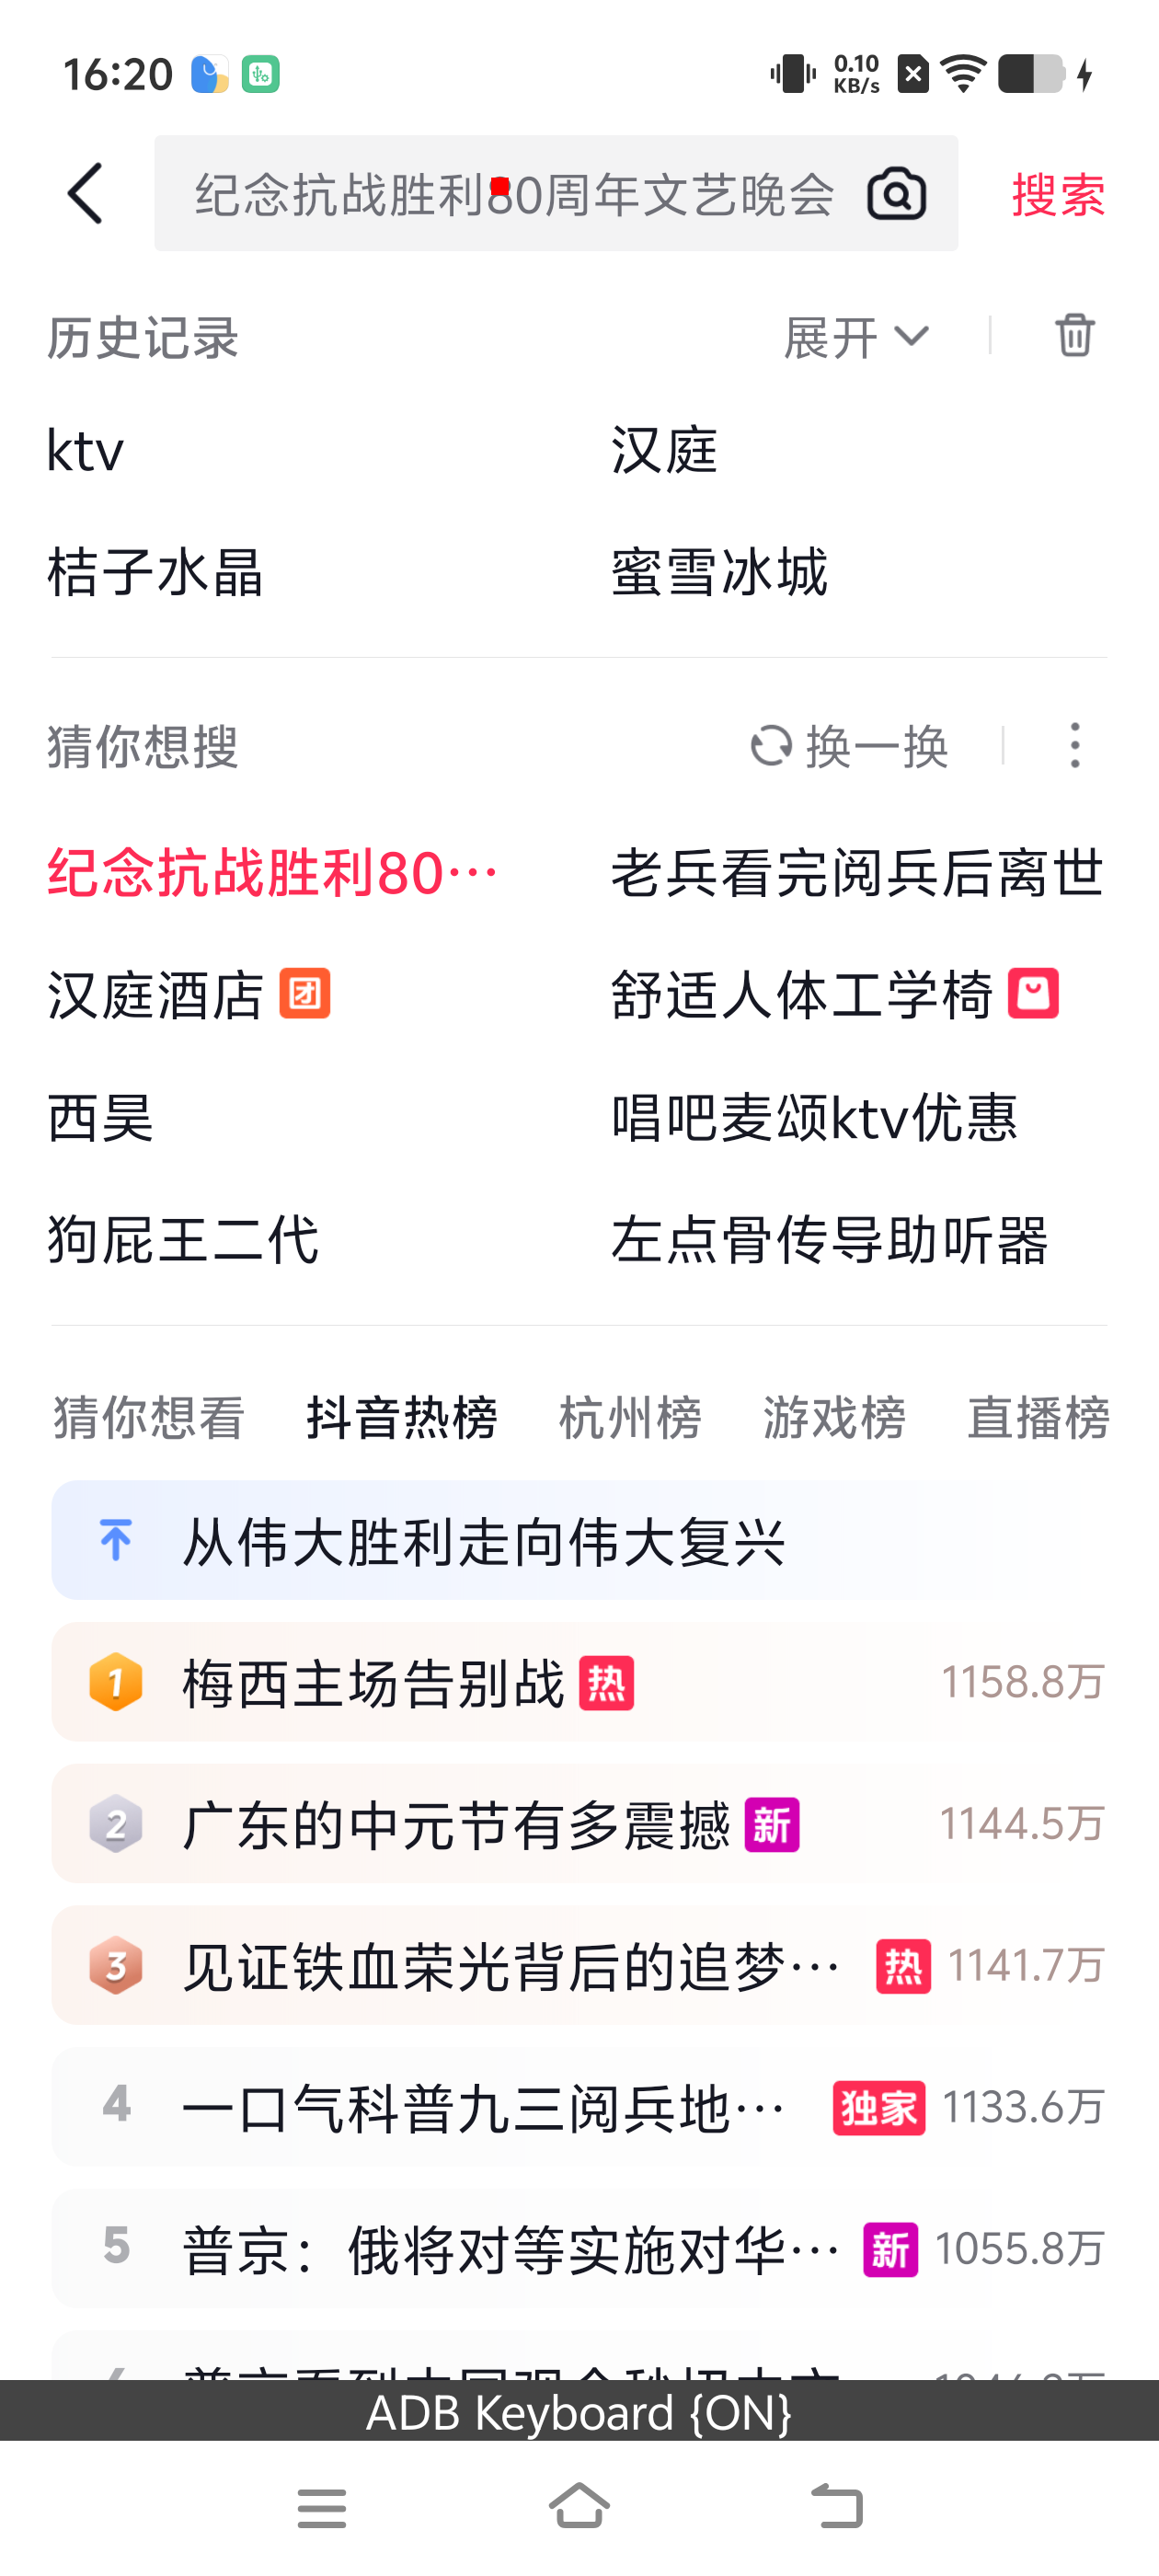 16:20
0.10
KB/s
纪念抗战胜利80周年文艺晚会
搜索
历史记录
展开
ktv
汉庭
桔子水晶
蜜雪冰城
猜你想搜
换一换
纪念抗战胜利80…
老兵看完阅兵后离世
汉庭酒店 团
舒适人体工学椅
西昊
唱吧麦颂ktv优惠
狗屁王二代
左点骨传导助听器
猜你想看 抖音热榜 杭州榜 游戏榜 直播榜
从伟大胜利走向伟大复兴
1 梅西主场告别战 热 1158.8万
2 广东的中元节有多震撼 新 1144.5万
3 见证铁血荣光背后的追梦… 热 1141.7万
4 一口气科普九三阅兵地… 独家 1133.6万
5 普京：俄将对等实施对华… 新 1055.8万
ADB Keyboard {ON}